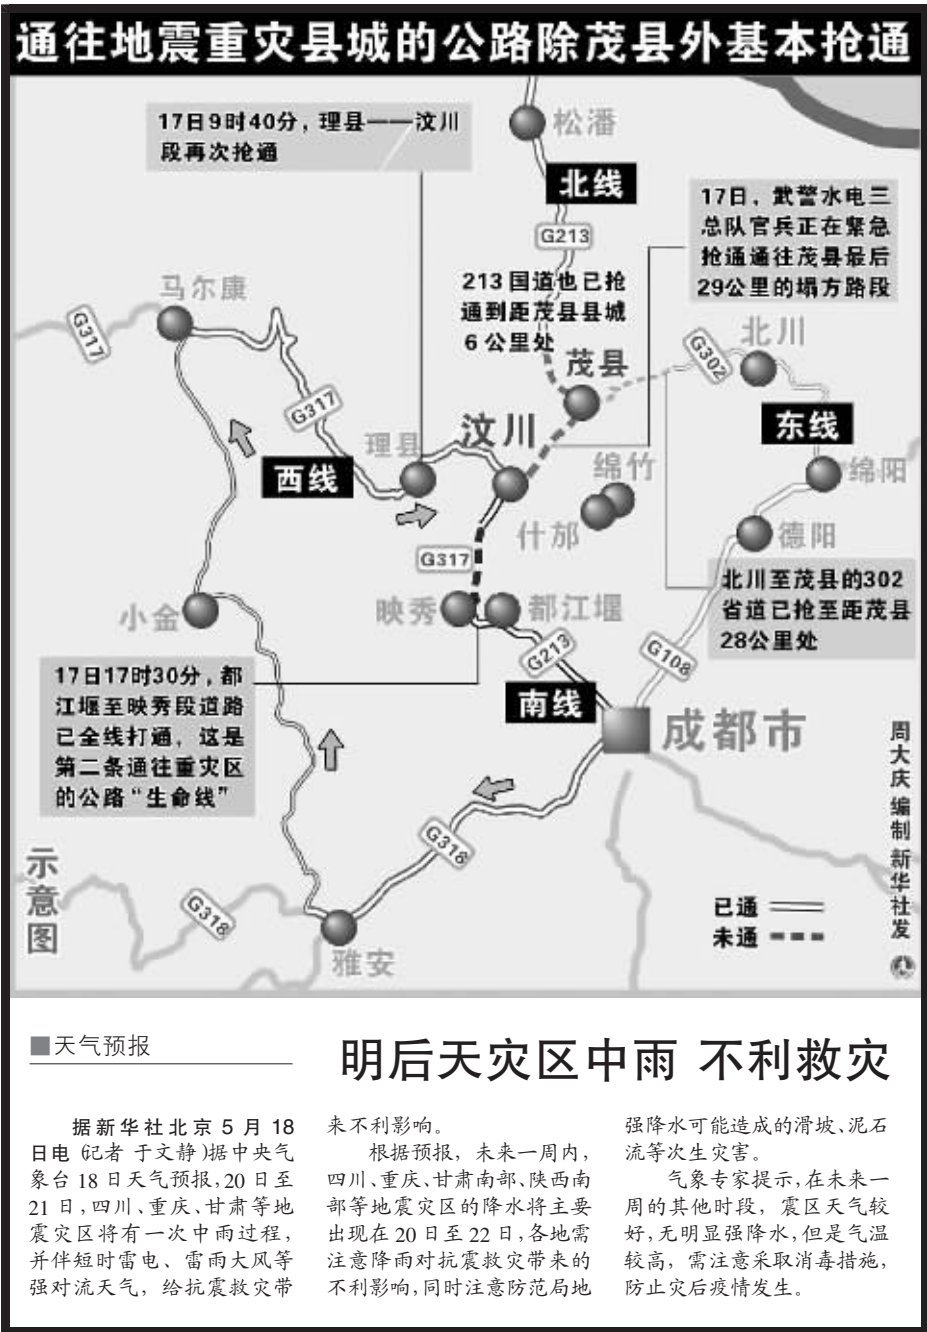 通往地震重灾县城的公路除茂县外基本抢通
17日9时40分，理县——汶川
段再次抢通
松潘
北线
G213
17日，武警水电三
总队官兵正在紧急
抢通通往茂县最后
29公里的塌方路段
213国道也已抢
通到距茂县县城
6公里处
马尔康
G317
北川
G302
茂县
G317
汶川
东线
理县
西线
绵竹
绵阳
什邡
德阳
G317
北川至茂县的302
省道已抢至距茂县
28公里处
映秀
都江堰
小金
G213
G108
17日17时30分，都
江堰至映秀段道路
已全线打通，这是
第二条通往重灾区
的公路“生命线”
南线
成都市
G318
G318
雅安
示意图
已通
未通
周大庆 编制 新华社发
■天气预报
明后天灾区中雨 不利救灾
据新华社北京5月18
日电（记者 于文静）据中央气
象台18日天气预报，20日至
21日，四川、重庆、甘肃等地
震灾区将有一次中雨过程，
并伴短时雷电、雷雨大风等
强对流天气，给抗震救灾带
来不利影响。
根据预报，未来一周内，
四川、重庆、甘肃南部、陕西南
部等地震灾区的降水将主要
出现在20日至22日，各地需
注意降雨对抗震救灾带来的
不利影响，同时注意防范局地
强降水可能造成的滑坡、泥石
流等次生灾害。
气象专家提示，在未来一
周的其他时段，震区天气较
好，无明显强降水，但是气温
较高，需注意采取消毒措施，
防止灾后疫情发生。